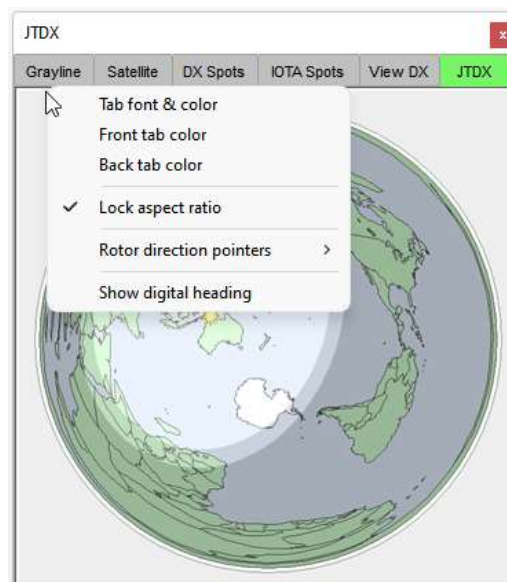 JTDX
x
Grayline Satellite DX Spots IOTA Spots View DX JTDX
Tab font & color
Front tab color
Back tab color
Lock aspect ratio
Rotor direction pointers
Show digital heading